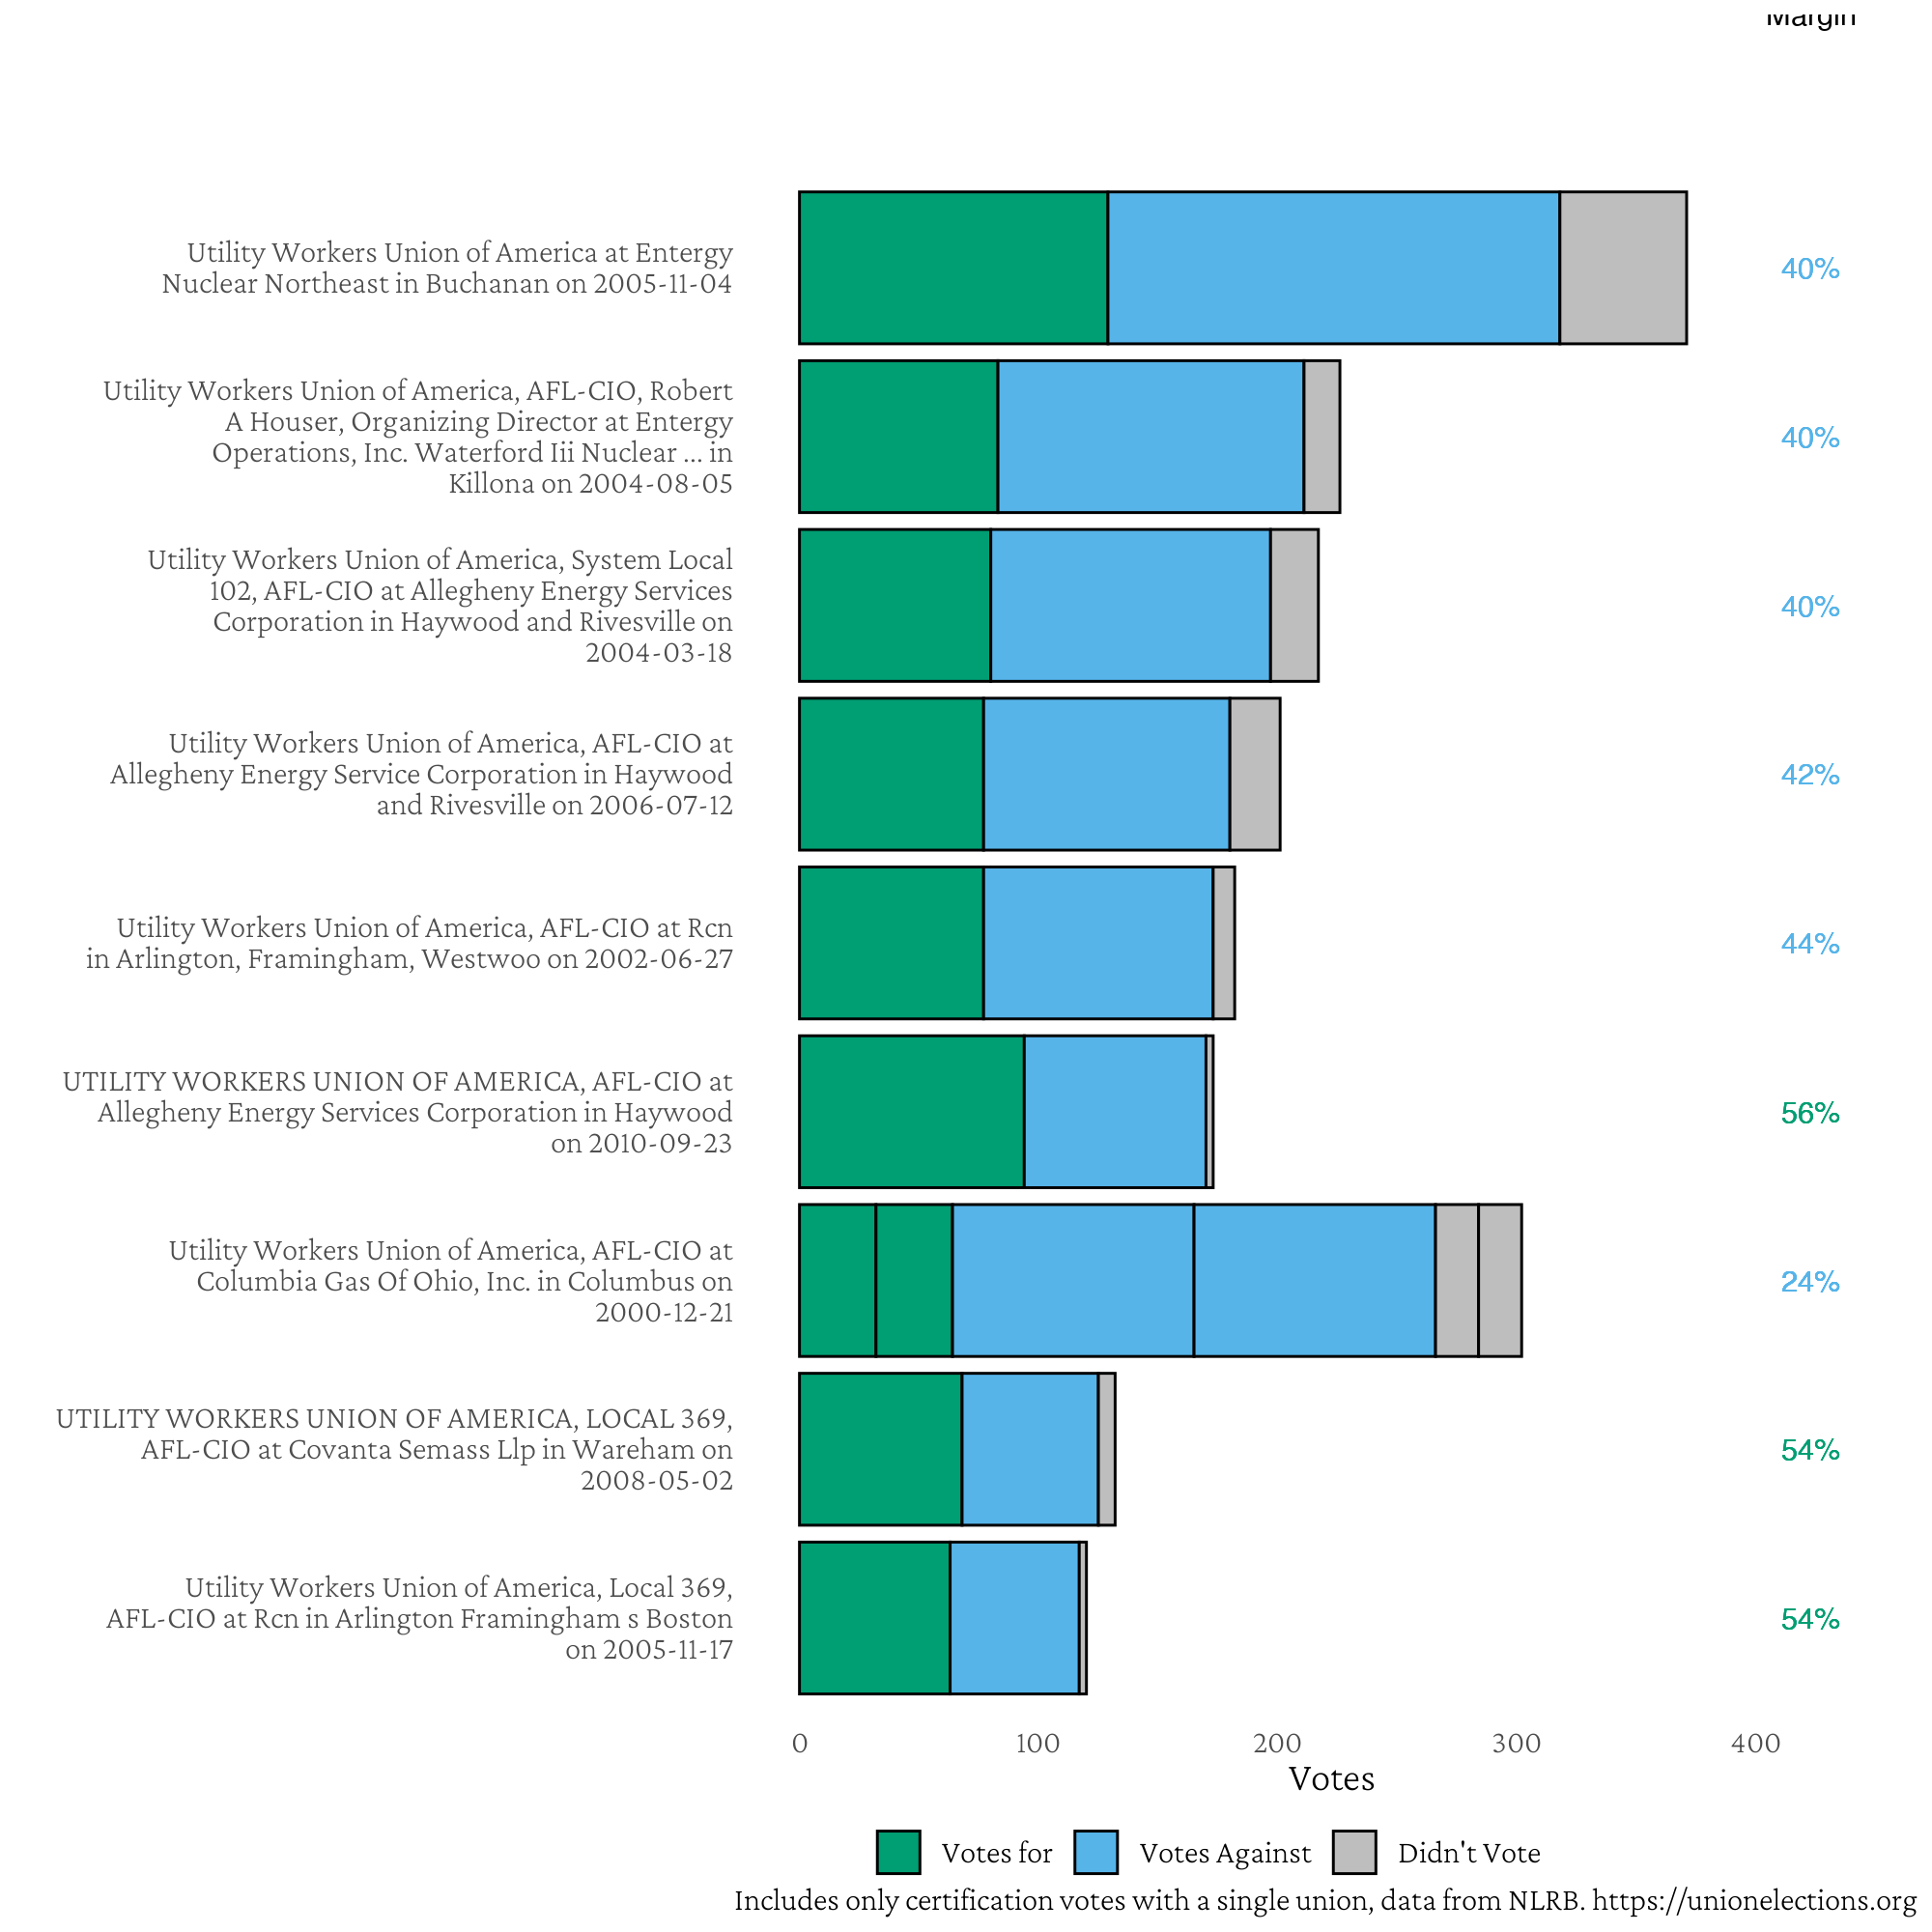 Margin
Utility Workers Union of America at Entergy
Nuclear Northeast in Buchanan on 2005-11-04
40%
Utility Workers Union of America, AFL-CIO, Robert
A Houser, Organizing Director at Entergy
Operations, Inc. Waterford Iii Nuclear ... in
Killona on 2004-08-05
40%
Utility Workers Union of America, System Local
102, AFL-CIO at Allegheny Energy Services
Corporation in Haywood and Rivesville on
2004-03-18
40%
Utility Workers Union of America, AFL-CIO at
Allegheny Energy Service Corporation in Haywood
and Rivesville on 2006-07-12
42%
Utility Workers Union of America, AFL-CIO at Rcn
in Arlington, Framingham, Westwoo on 2002-06-27
44%
UTILITY WORKERS UNION OF AMERICA, AFL-CIO at
Allegheny Energy Services Corporation in Haywood
on 2010-09-23
56%
Utility Workers Union of America, AFL-CIO at
Columbia Gas Of Ohio, Inc. in Columbus on
2000-12-21
24%
UTILITY WORKERS UNION OF AMERICA, LOCAL 369,
AFL-CIO at Covanta Semass Llp in Wareham on
2008-05-02
54%
Utility Workers Union of America, Local 369,
AFL-CIO at Rcn in Arlington Framingham s Boston
on 2005-11-17
54%
0 100 200 300 400
Votes
Votes for Votes Against Didn't Vote
Includes only certification votes with a single union, data from NLRB. https://unionelections.org